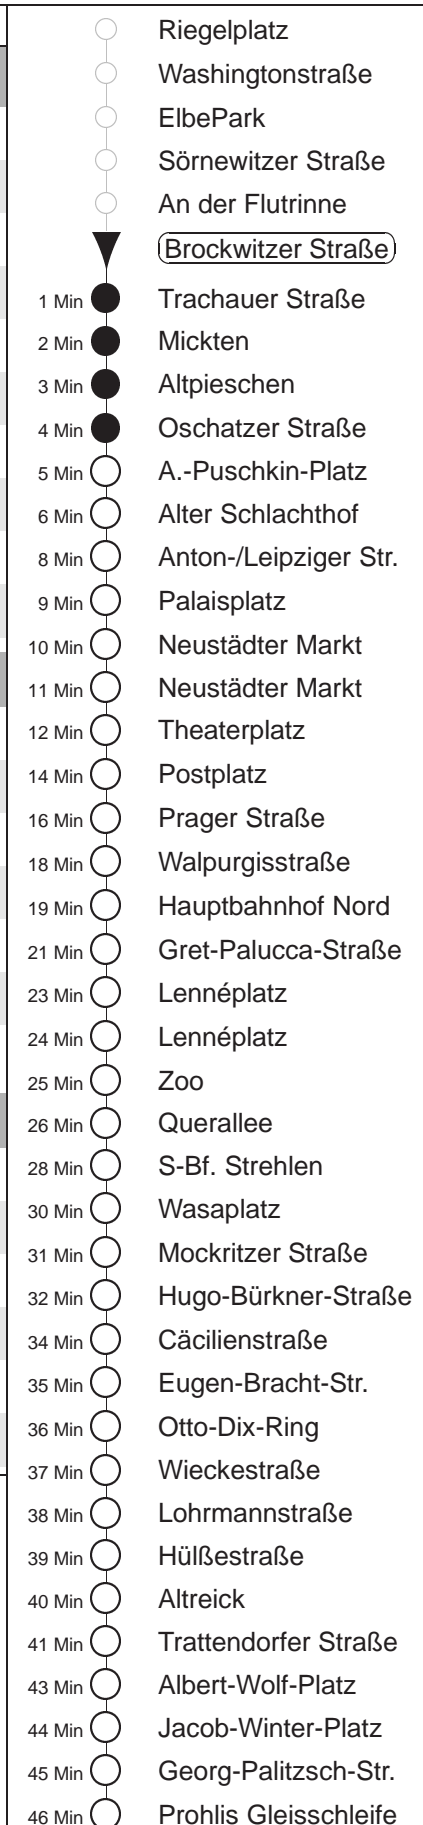 Riegelplatz
Washingtonstraße
ElbePark
Sörnewitzer Straße
An der Flutrinne
Brockwitzer Straße
1 Min Trachauer Straße
2 Min Mickten
3 Min Altpieschen
4 Min Oschatzer Straße
5 Min A.-Puschkin-Platz
6 Min Alter Schlachthof
8 Min Anton-/Leipziger Str.
9 Min Palaisplatz
10 Min Neustädter Markt
11 Min Neustädter Markt
12 Min Theaterplatz
14 Min Postplatz
16 Min Prager Straße
18 Min Walpurgisstraße
19 Min Hauptbahnhof Nord
21 Min Gret-Palucca-Straße
23 Min Lennéplatz
24 Min Lennéplatz
25 Min Zoo
26 Min Querallee
28 Min S-Bf. Strehlen
30 Min Wasaplatz
31 Min Mockritzer Straße
32 Min Hugo-Bürkner-Straße
34 Min Cäcilienstraße
35 Min Eugen-Bracht-Str.
36 Min Otto-Dix-Ring
37 Min Wieckestraße
38 Min Lohrmannstraße
39 Min Hülßestraße
40 Min Altreick
41 Min Trattendorfer Straße
43 Min Albert-Wolf-Platz
44 Min Jacob-Winter-Platz
45 Min Georg-Palitzsch-Str.
46 Min Prohlis Gleisschleife